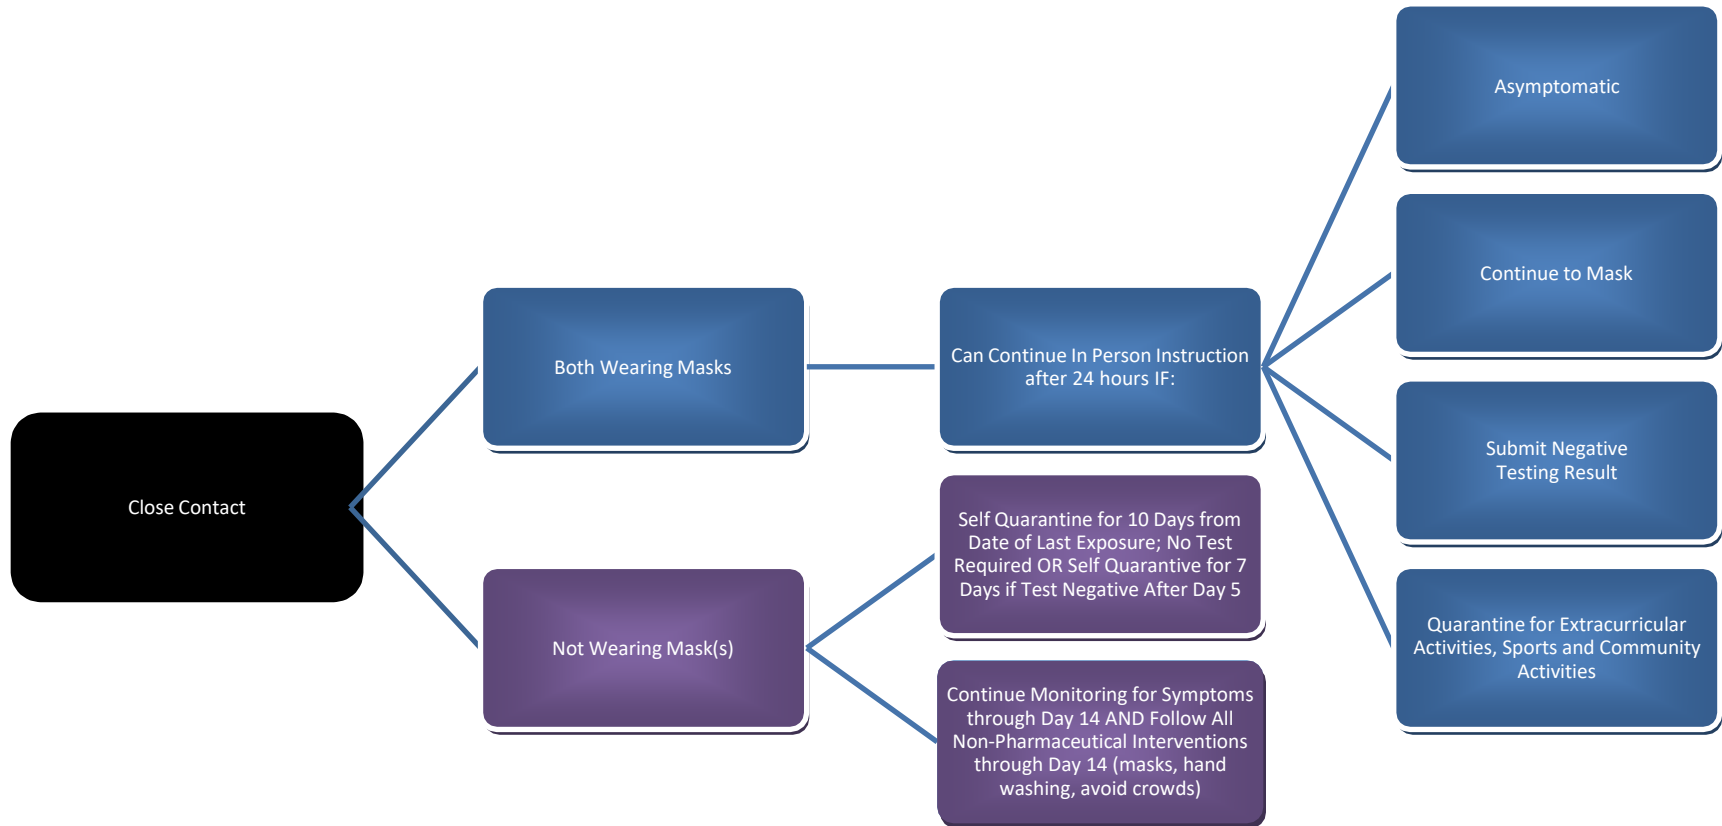 Close Contact
Both Wearing Masks
Can Continue In Person Instruction
after 24 hours IF:
Asymptomatic
Continue to Mask
Submit Negative
Testing Result
Quarantine for Extracurricular
Activities, Sports and Community
Activities
Not Wearing Mask(s)
Self Quarantine for 10 Days from
Date of Last Exposure; No Test
Required OR Self Quarantive for 7
Days if Test Negative After Day 5
Continue Monitoring for Symptoms
through Day 14 AND Follow All
Non-Pharmaceutical Interventions
through Day 14 (masks, hand
washing, avoid crowds)